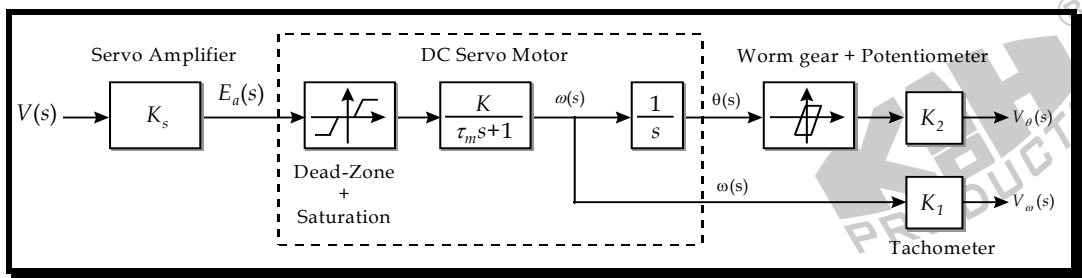 Servo Amplifier
DC Servo Motor
Worm gear + Potentiometer
V(s)
K_s
E_a(s)
K
τ_m s+1
ω(s)
1
s
θ(s)
K_2
V_θ(s)
Dead-Zone
+
Saturation
ω(s)
K_1
V_ω(s)
Tachometer
K&H
PRODUCTS
®